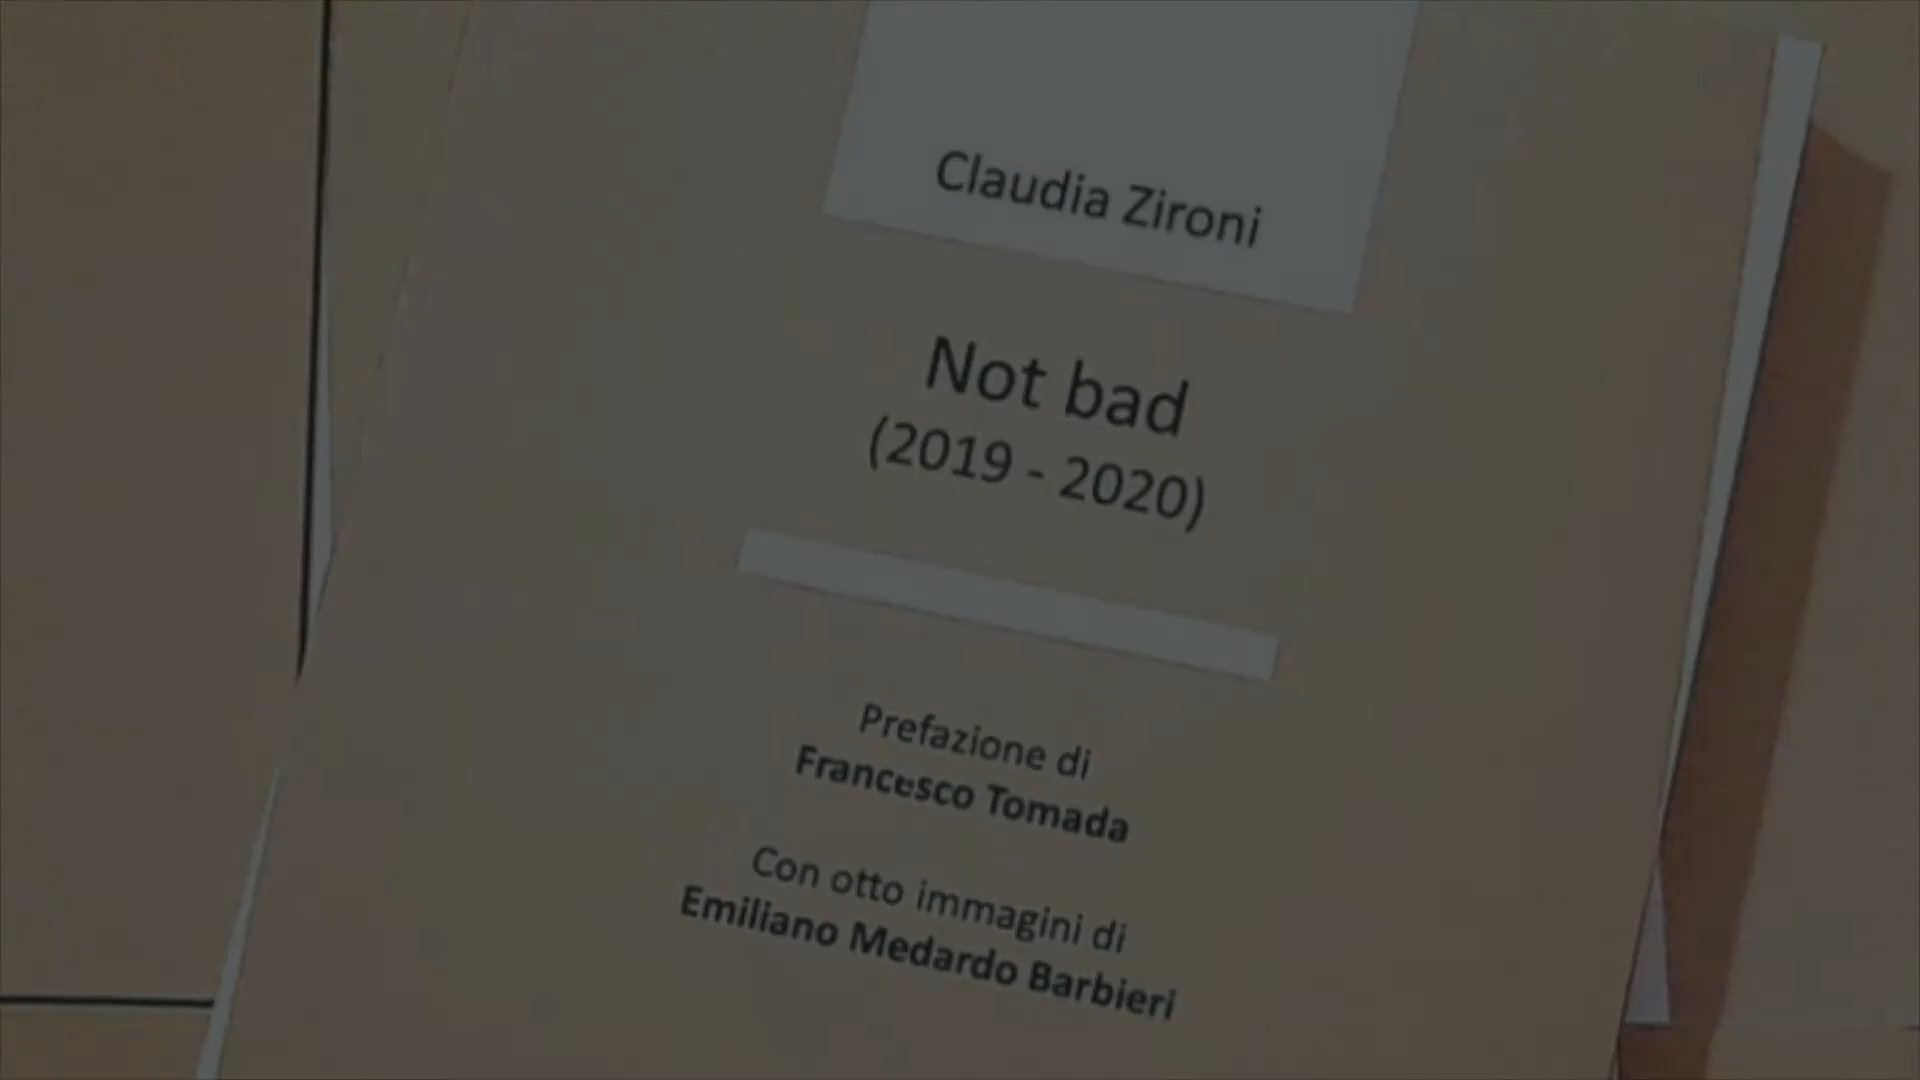 Claudia Zironi
Not bad
(2019 - 2020)
Prefazione di
Francesco Tomada
Con otto immagini di
Emiliano Medardo Barbieri